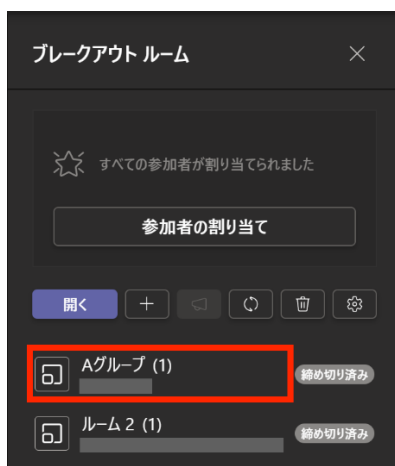 ブレークアウト ルーム
すべての参加者が割り当てられました
参加者の割り当て
開く
Aグループ (1)
締め切り済み
ルーム 2 (1)
締め切り済み